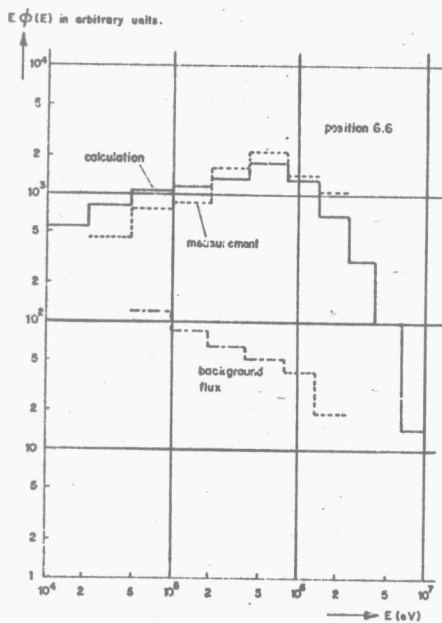 E ϕ(E) in arbitrary units.
10⁴
5
position 6.6
2
calculation
10³
5
measurement
2
10²
5
background
flux
2
10
5
2
1
10⁴ 2 5 10⁵ 2 5 10⁶ 2 5 10⁷
E (eV)